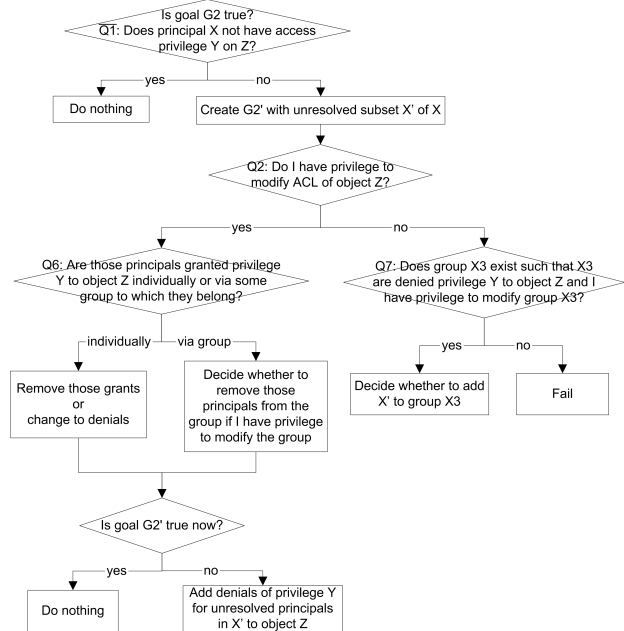 Is goal G2 true?
Q1: Does principal X not have access
privilege Y on Z?
yes
no
Do nothing
Create G2' with unresolved subset X' of X
Q2: Do I have privilege to
modify ACL of object Z?
yes
no
Q6: Are those principals granted privilege
Y to object Z individually or via some
group to which they belong?
Q7: Does group X3 exist such that X3
are denied privilege Y to object Z and I
have privilege to modify group X3?
individually
via group
yes
no
Remove those grants
or
change to denials
Decide whether to
remove those
principals from the
group if I have privilege
to modify the group
Decide whether to add
X' to group X3
Fail
Is goal G2' true now?
yes
no
Do nothing
Add denials of privilege Y
for unresolved principals
in X' to object Z